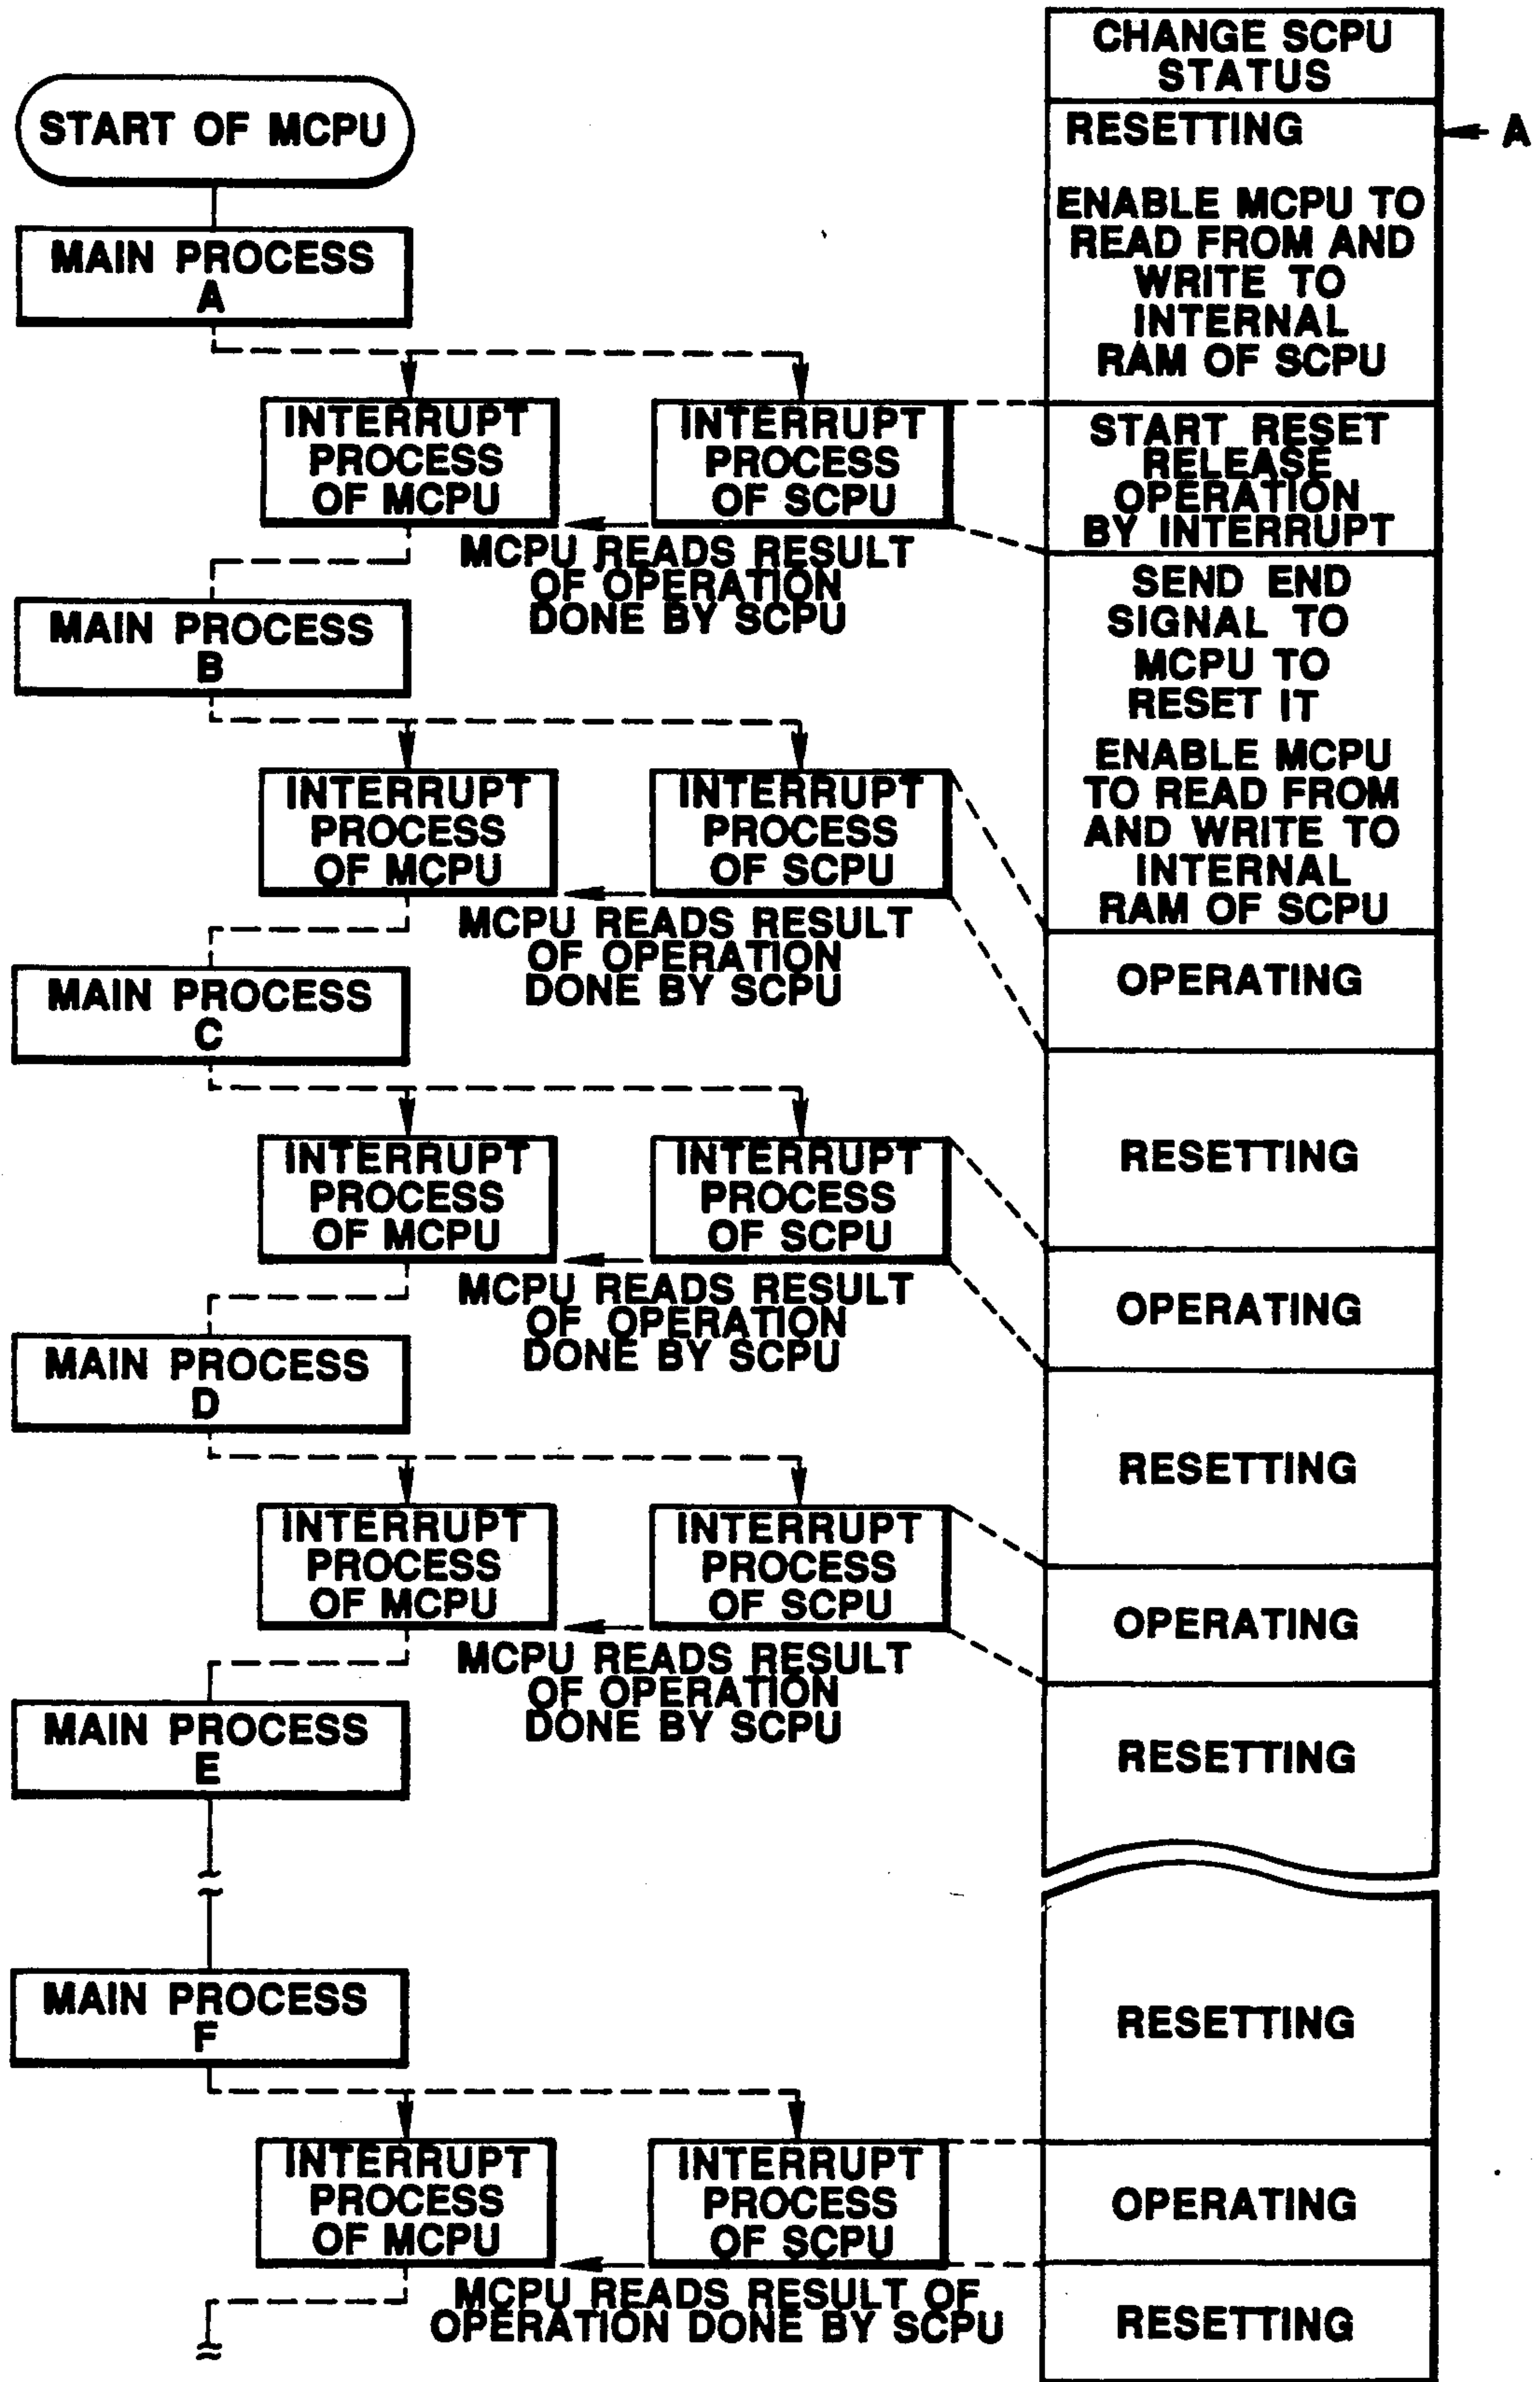 START OF MCPU
MAIN PROCESS
A
INTERRUPT
PROCESS
OF MCPU
INTERRUPT
PROCESS
OF SCPU
MCPU READS RESULT
OF OPERATION
DONE BY SCPU
MAIN PROCESS
B
INTERRUPT
PROCESS
OF MCPU
INTERRUPT
PROCESS
OF SCPU
MCPU READS RESULT
OF OPERATION
DONE BY SCPU
MAIN PROCESS
C
INTERRUPT
PROCESS
OF MCPU
INTERRUPT
PROCESS
OF SCPU
MCPU READS RESULT
OF OPERATION
DONE BY SCPU
MAIN PROCESS
D
INTERRUPT
PROCESS
OF MCPU
INTERRUPT
PROCESS
OF SCPU
MCPU READS RESULT
OF OPERATION
DONE BY SCPU
MAIN PROCESS
E
MAIN PROCESS
F
INTERRUPT
PROCESS
OF MCPU
INTERRUPT
PROCESS
OF SCPU
MCPU READS RESULT OF
OPERATION DONE BY SCPU
CHANGE SCPU
STATUS
RESETTING
A
ENABLE MCPU TO
READ FROM AND
WRITE TO
INTERNAL
RAM OF SCPU
START RESET
RELEASE
OPERATION
BY INTERRUPT
SEND END
SIGNAL TO
MCPU TO
RESET IT
ENABLE MCPU
TO READ FROM
AND WRITE TO
INTERNAL
RAM OF SCPU
OPERATING
RESETTING
OPERATING
RESETTING
OPERATING
RESETTING
RESETTING
OPERATING
RESETTING